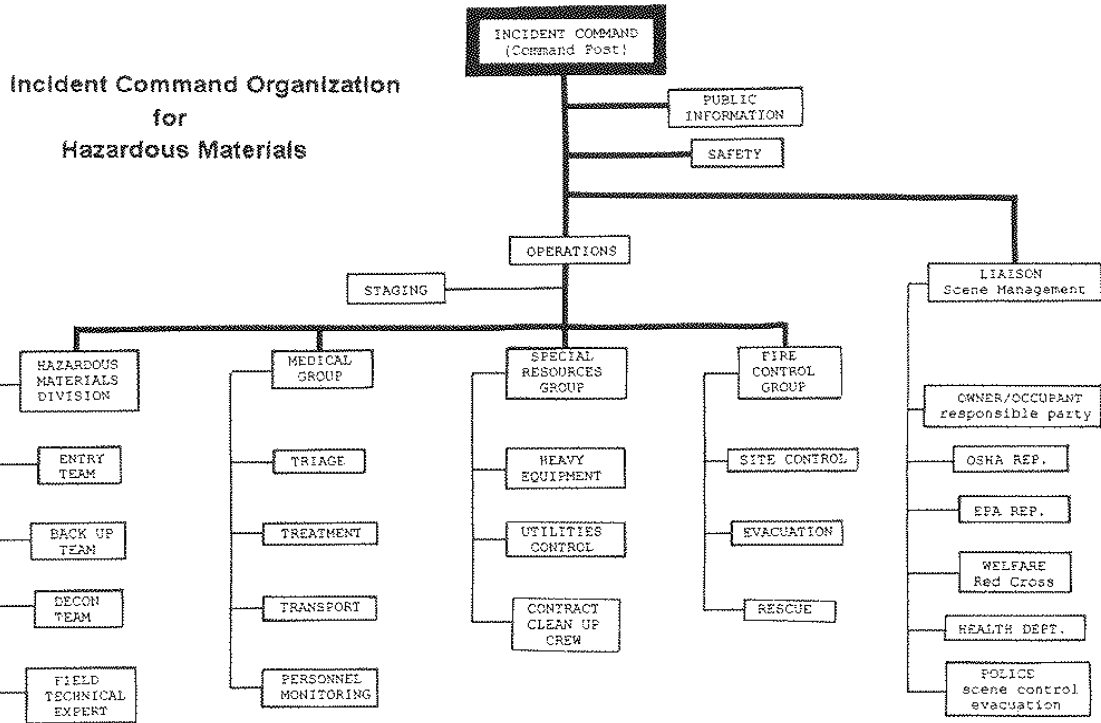 INCIDENT COMMAND
(Command Post)
Incident Command Organization
for
Hazardous Materials
PUBLIC
INFORMATION
SAFETY
OPERATIONS
STAGING
LIAISON
Scene Management
HAZARDOUS
MATERIALS
DIVISION
ENTRY
TEAM
BACK UP
TEAM
DECON
TEAM
FIELD
TECHNICAL
EXPERT
MEDICAL
GROUP
TRIAGE
TREATMENT
TRANSPORT
PERSONNEL
MONITORING
SPECIAL
RESOURCES
GROUP
HEAVY
EQUIPMENT
UTILITIES
CONTROL
CONTRACT
CLEAN UP
CREW
FIRE
CONTROL
GROUP
SITE CONTROL
EVACUATION
RESCUE
OWNER/OCCUPANT
responsible party
OSHA REP.
EPA REP.
WELFARE
Red Cross
HEALTH DEPT.
POLICE
scene control
evacuation